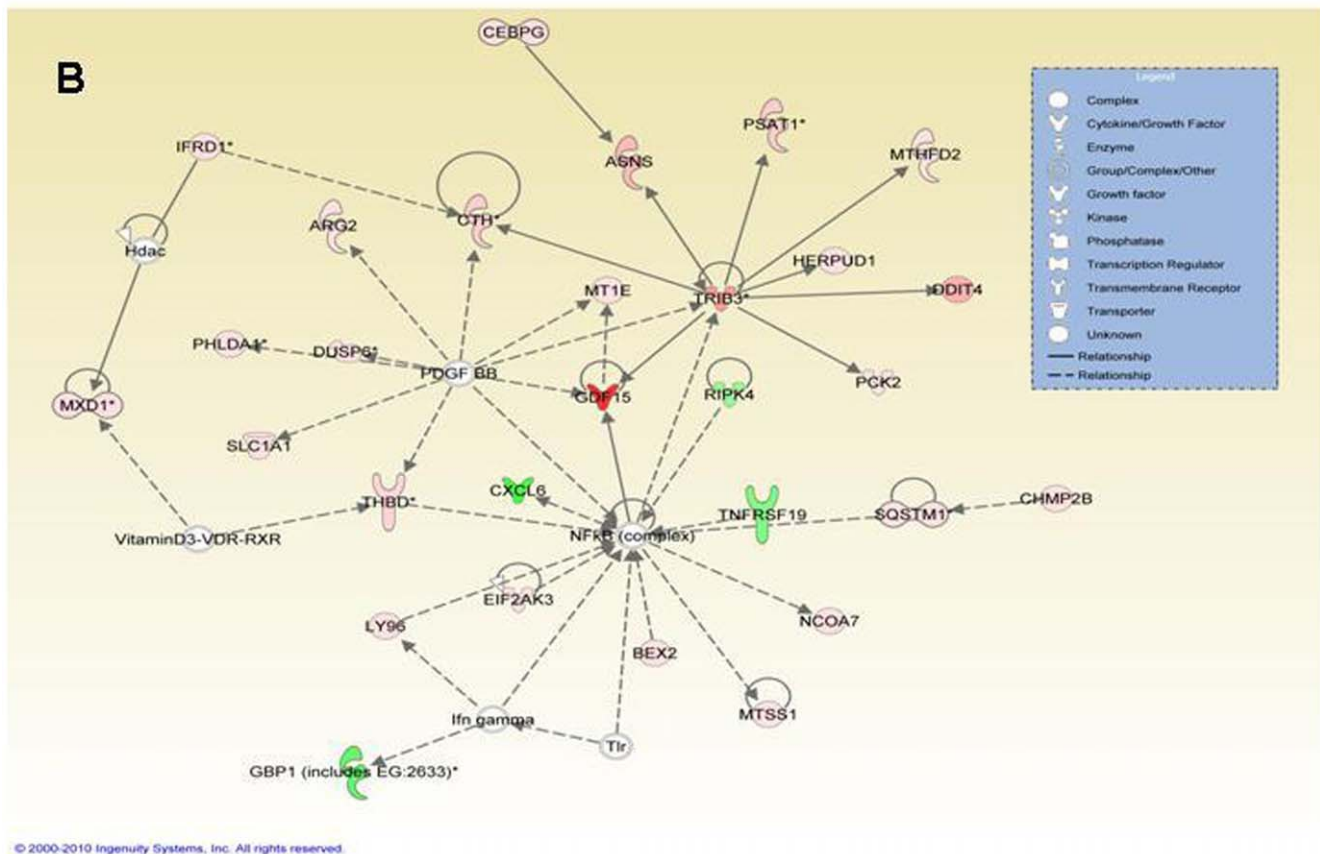 B
CEBPG
Legend
Complex
Cytokine/Growth Factor
Enzyme
Group/Complex/Other
Growth factor
Kinase
Phosphatase
Transcription Regulator
Transmembrane Receptor
Transporter
Unknown
Relationship
Relationship
PSAT1*
IFRD1*
ASNS
MTHFD2
ARG2
CTH*
Hdac
HERPUD1
MT1E
TRIB3*
DDIT4
PHLDA1*
DUSP6*
PDGF BB
PCK2
GDF15
RIPK4
MXD1*
SLC1A1
CXCL6
THBD*
TNFRSF19
SQSTM1*
CHMP2B
VitaminD3-VDR-RXR
NFkB (complex)
EIF2AK3
LY96
NCOA7
BEX2
Ifn gamma
MTSS1
Tlr
GBP1 (includes EG:2633)*
© 2000-2010 Ingenuity Systems, Inc. All rights reserved.